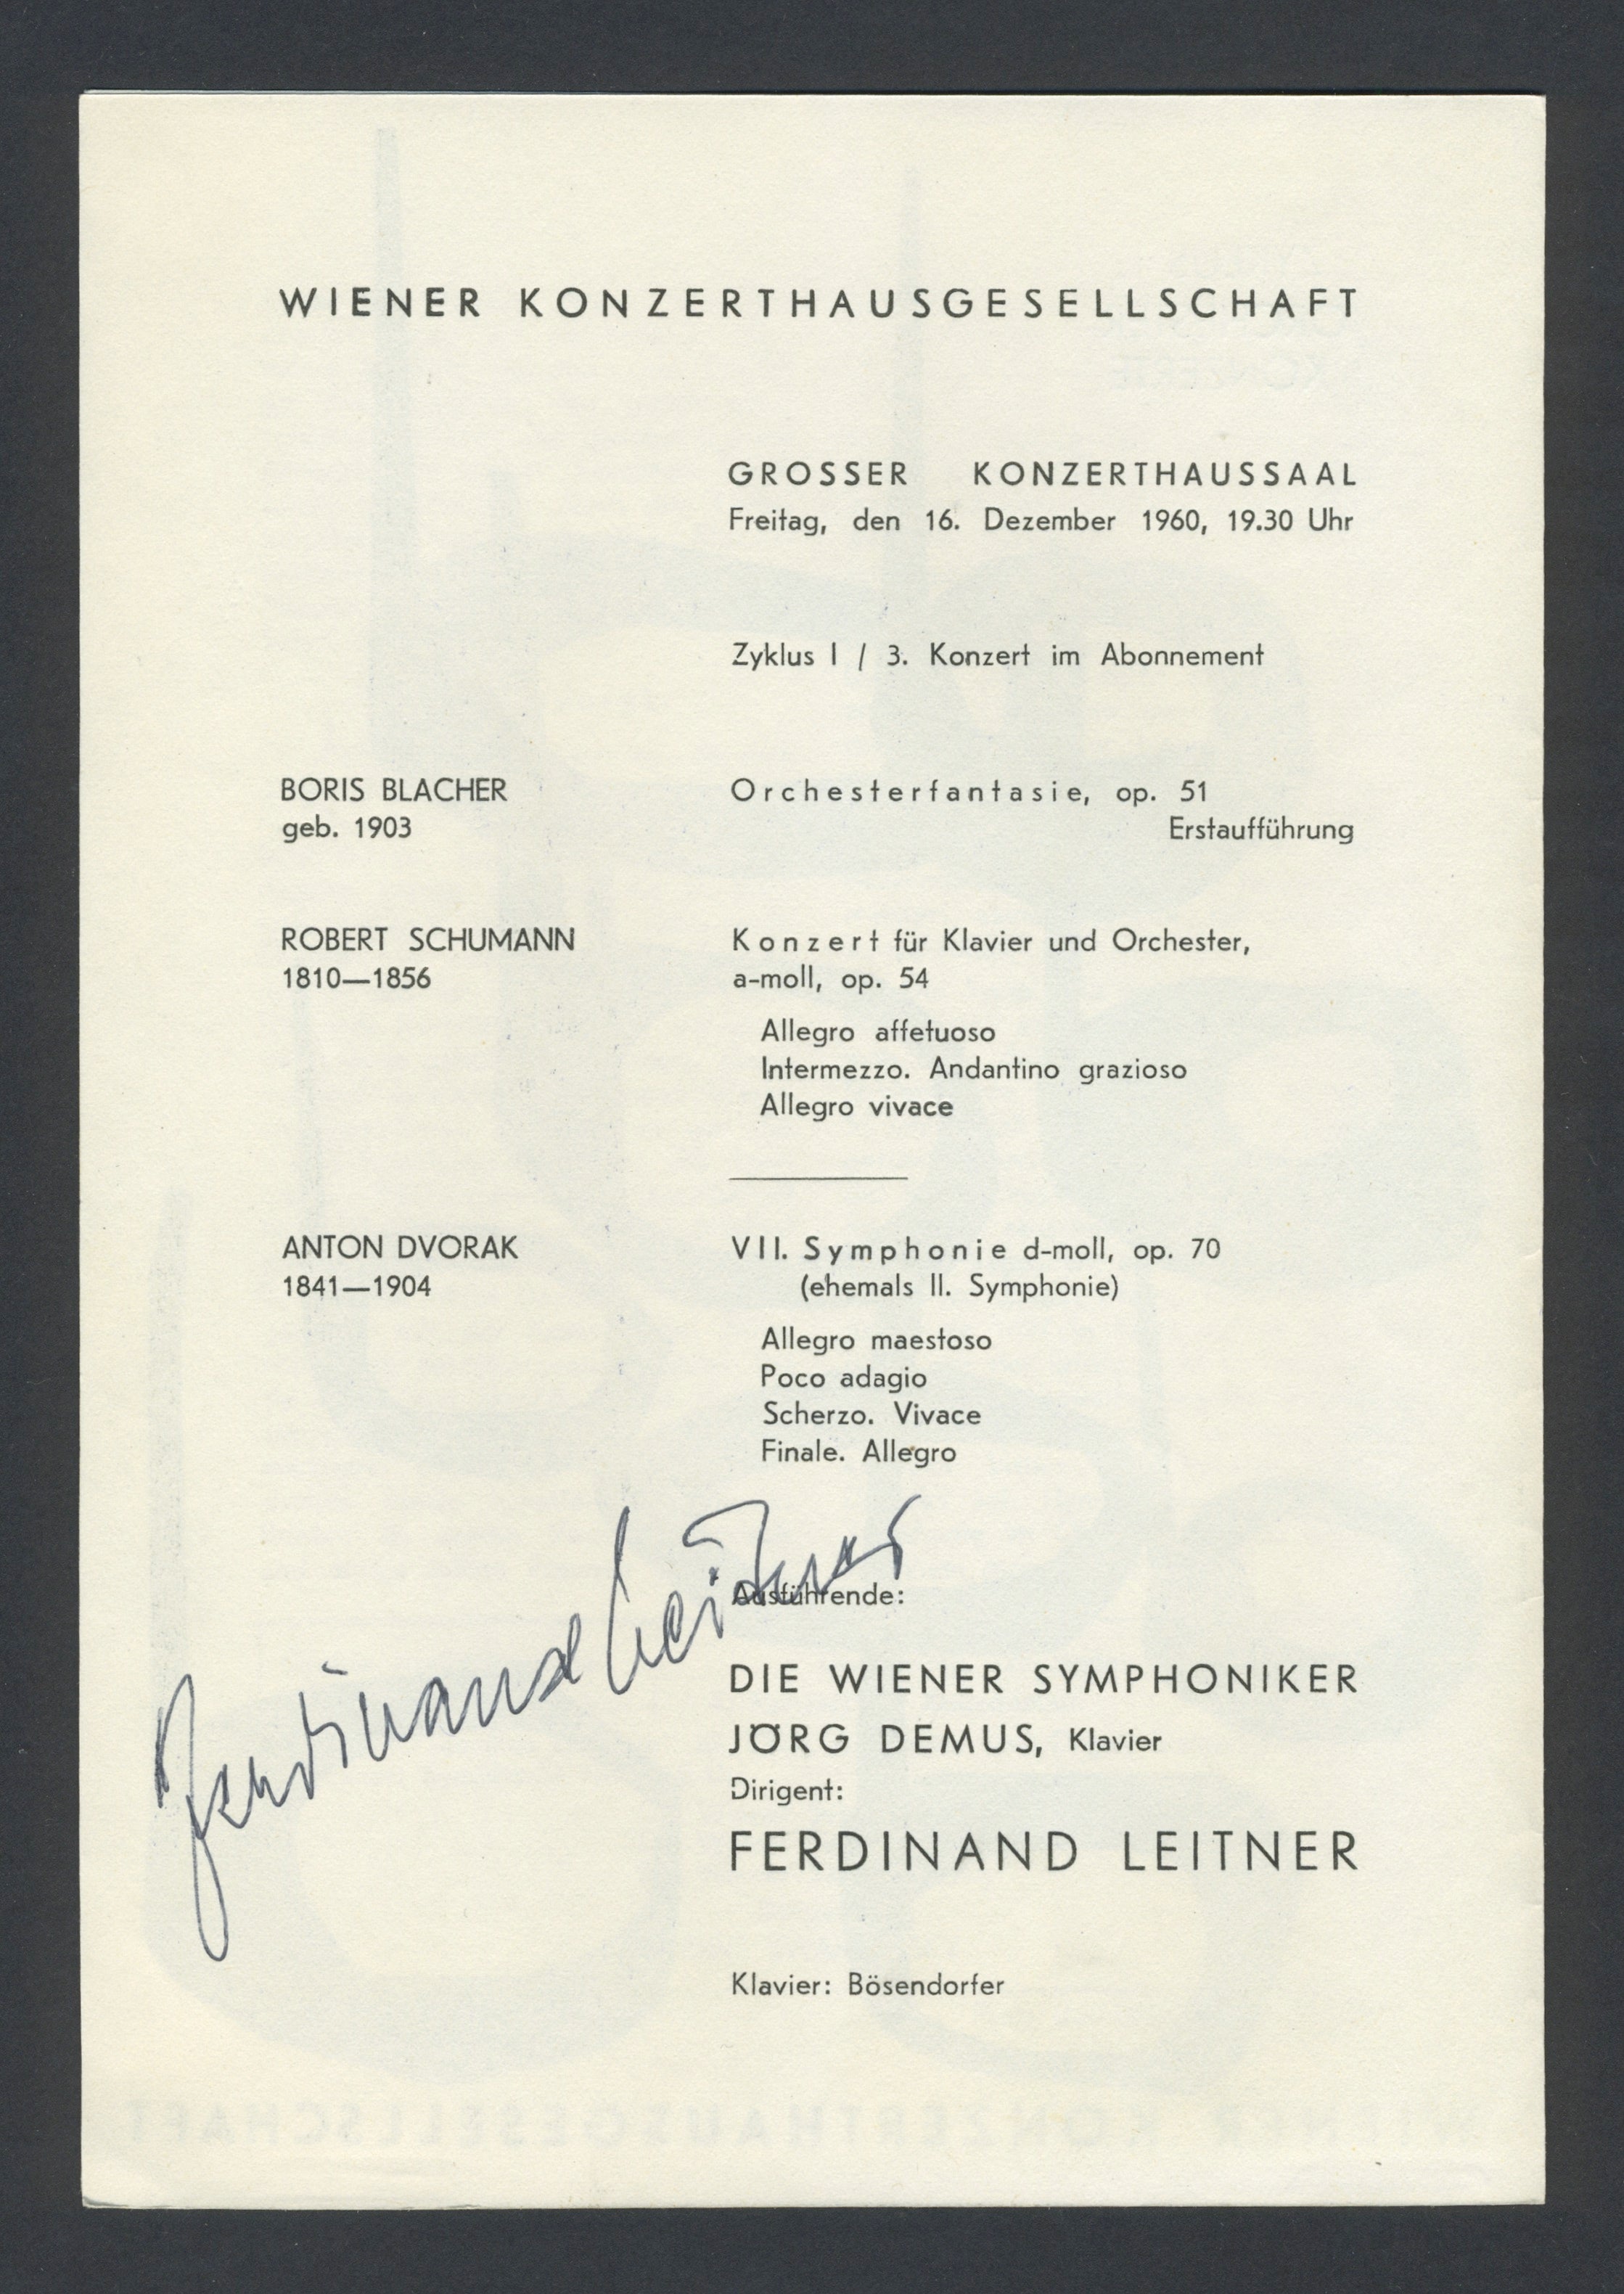 WIENER KONZERTHAUSGESELLSCHAFT
GROSSER KONZERTHAUSSAAL
Freitag, den 16. Dezember 1960, 19.30 Uhr
Zyklus I / 3. Konzert im Abonnement
BORIS BLACHER
geb. 1903
Orchesterfantasie, op. 51
Erstaufführung
ROBERT SCHUMANN
1810—1856
Konzert für Klavier und Orchester,
a-moll, op. 54
Allegro affetuoso
Intermezzo. Andantino grazioso
Allegro vivace
ANTON DVORAK
1841—1904
VII. Symphonie d-moll, op. 70
(ehemals II. Symphonie)
Allegro maestoso
Poco adagio
Scherzo. Vivace
Finale. Allegro
Ferdinand Leitner
Ausführende:
DIE WIENER SYMPHONIKER
JÖRG DEMUS, Klavier
Dirigent:
FERDINAND LEITNER
Klavier: Bösendorfer